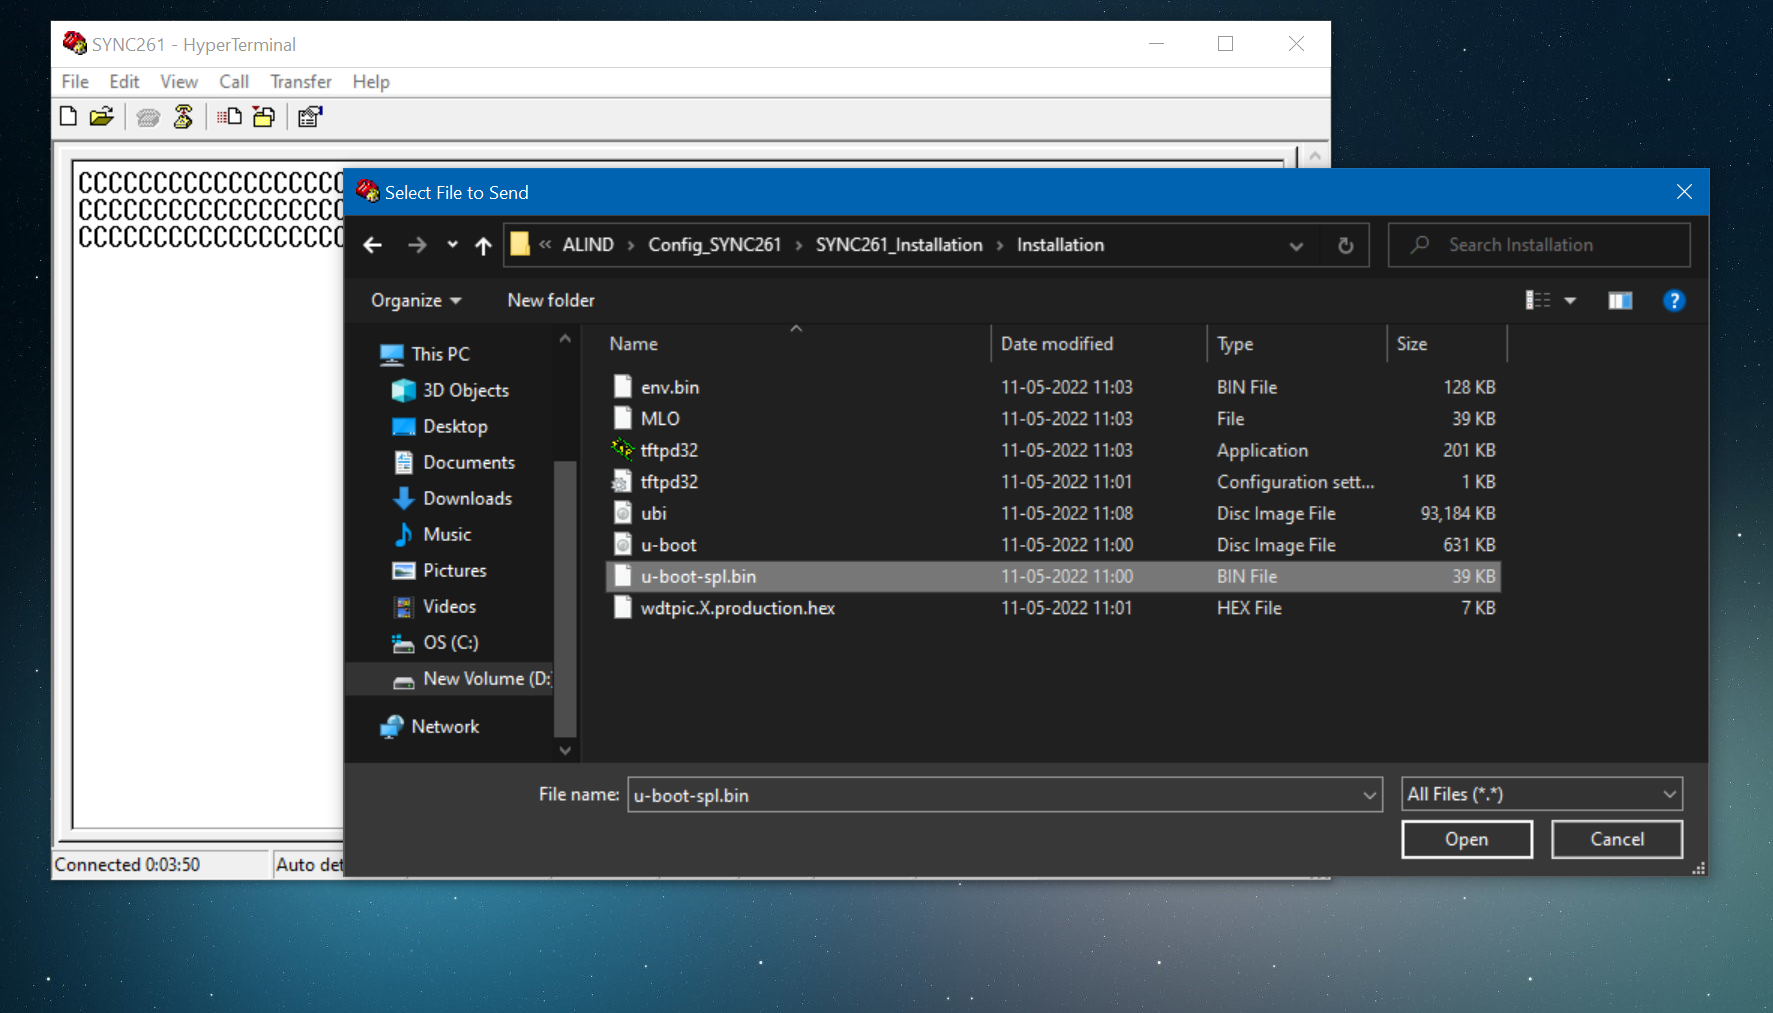 SYNC261 - HyperTerminal
File Edit View Call Transfer Help
CCCCCCCCCCCCCCCCCC
CCCCCCCCCCCCCCCCCC
CCCCCCCCCCCCCCCCCC
Select File to Send
« ALIND › Config_SYNC261 › SYNC261_Installation › Installation
Search Installation
Organize New folder
?
This PC
3D Objects
Desktop
Documents
Downloads
Music
Pictures
Videos
OS (C:)
New Volume (D:)
Network
Name Date modified Type Size
env.bin 11-05-2022 11:03 BIN File 128 KB
MLO 11-05-2022 11:03 File 39 KB
tftpd32 11-05-2022 11:03 Application 201 KB
tftpd32 11-05-2022 11:01 Configuration sett... 1 KB
ubi 11-05-2022 11:08 Disc Image File 93,184 KB
u-boot 11-05-2022 11:00 Disc Image File 631 KB
u-boot-spl.bin 11-05-2022 11:00 BIN File 39 KB
wdtpic.X.production.hex 11-05-2022 11:01 HEX File 7 KB
File name: u-boot-spl.bin All Files (*.*)
Open Cancel
Connected 0:03:50 Auto det